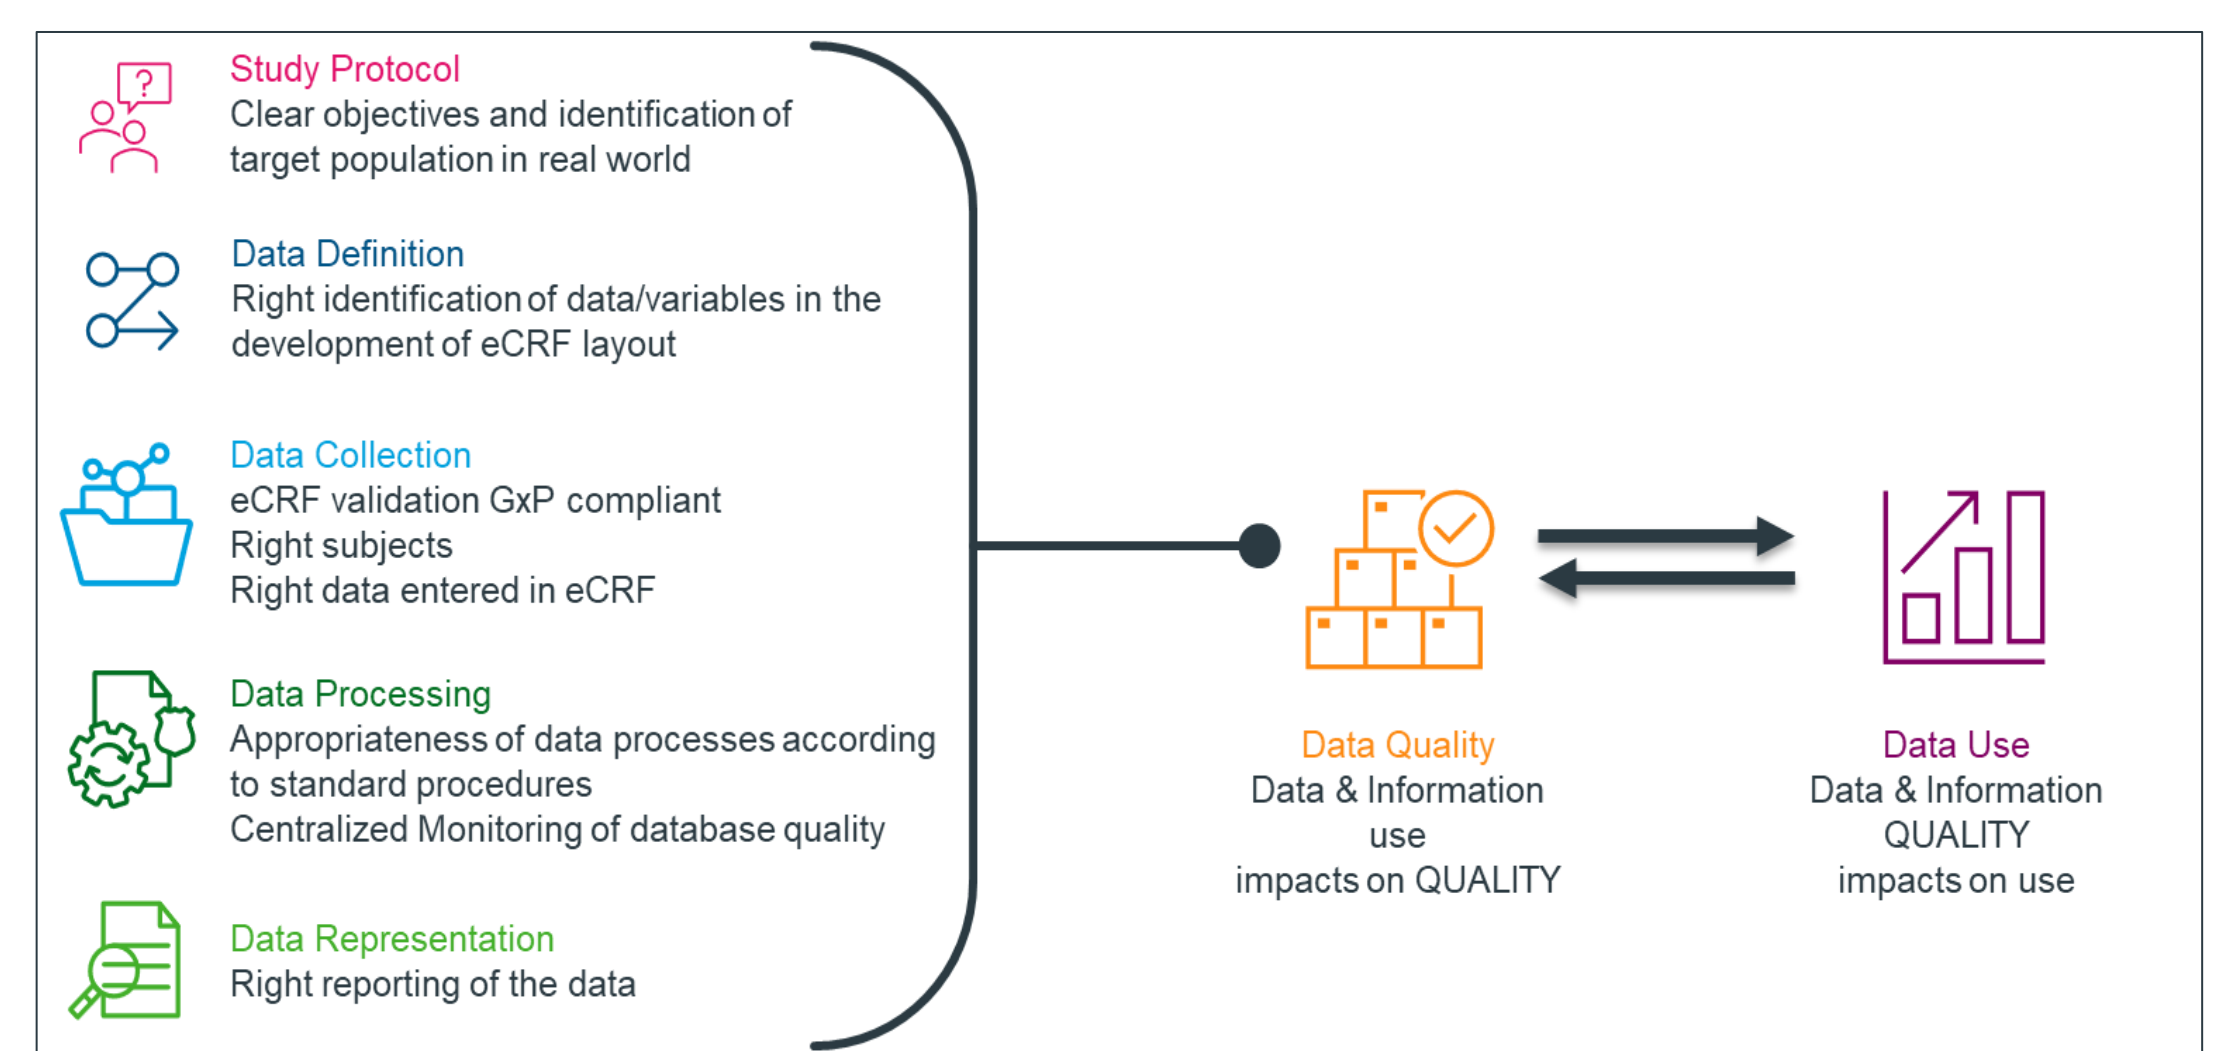 Study Protocol
Clear objectives and identification of
target population in real world
Data Definition
Right identification of data/variables in the
development of eCRF layout
Data Collection
eCRF validation GxP compliant
Right subjects
Right data entered in eCRF
Data Processing
Appropriateness of data processes according
to standard procedures
Centralized Monitoring of database quality
Data Representation
Right reporting of the data
Data Quality
Data & Information
use
impacts on QUALITY
Data Use
Data & Information
QUALITY
impacts on use
?